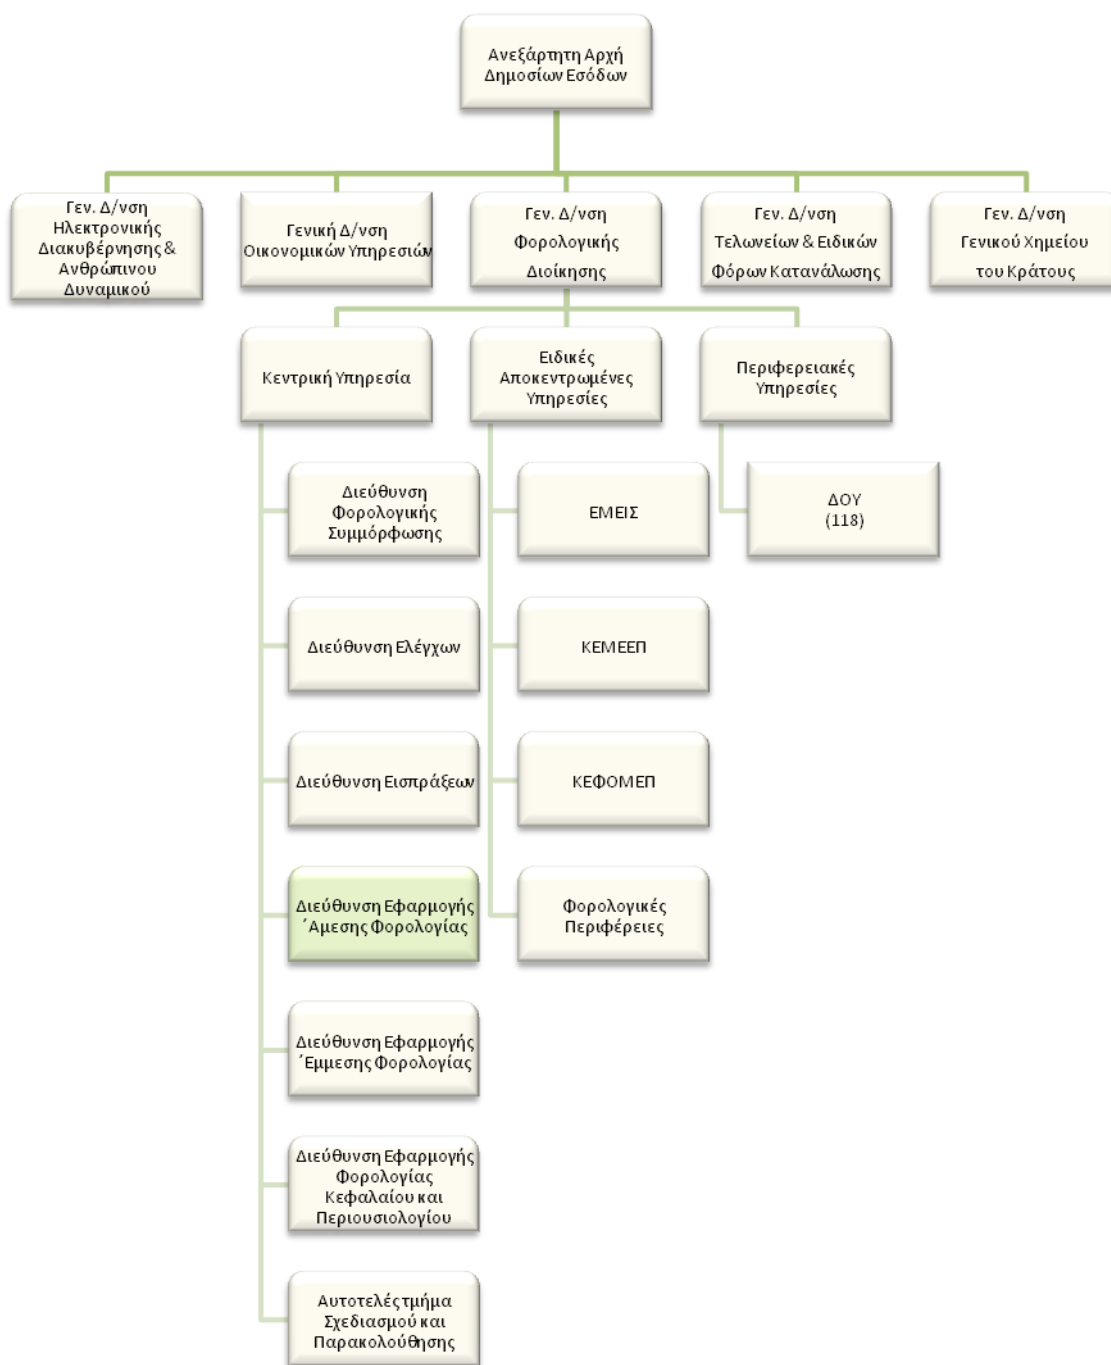 Ανεξάρτητη Αρχή
Δημοσίων Εσόδων
Γεν. Δ/νση
Ηλεκτρονικής
Διακυβέρνησης &
Ανθρώπινου
Δυναμικού
Γενική Δ/νση
Οικονομικών Υπηρεσιών
Γεν. Δ/νση
Φορολογικής
Διοίκησης
Γεν. Δ/νση
Τελωνείων & Ειδικών
Φόρων Κατανάλωσης
Γεν. Δ/νση
Γενικού Χημείου
του Κράτους
Κεντρική Υπηρεσία
Ειδικές
Αποκεντρωμένες
Υπηρεσίες
Περιφερειακές
Υπηρεσίες
Διεύθυνση
Φορολογικής
Συμμόρφωσης
Διεύθυνση Ελέγχων
Διεύθυνση Εισπράξεων
Διεύθυνση Εφαρμογής
΄Αμεσης Φορολογίας
Διεύθυνση Εφαρμογής
΄Εμμεσης Φορολογίας
Διεύθυνση Εφαρμογής
Φορολογίας
Κεφαλαίου και
Περιουσιολογίου
Αυτοτελές τμήμα
Σχεδιασμού και
Παρακολούθησης
ΕΜΕΙΣ
ΚΕΜΕΕΠ
ΚΕΦΟΜΕΠ
Φορολογικές
Περιφέρειες
ΔΟΥ
(118)